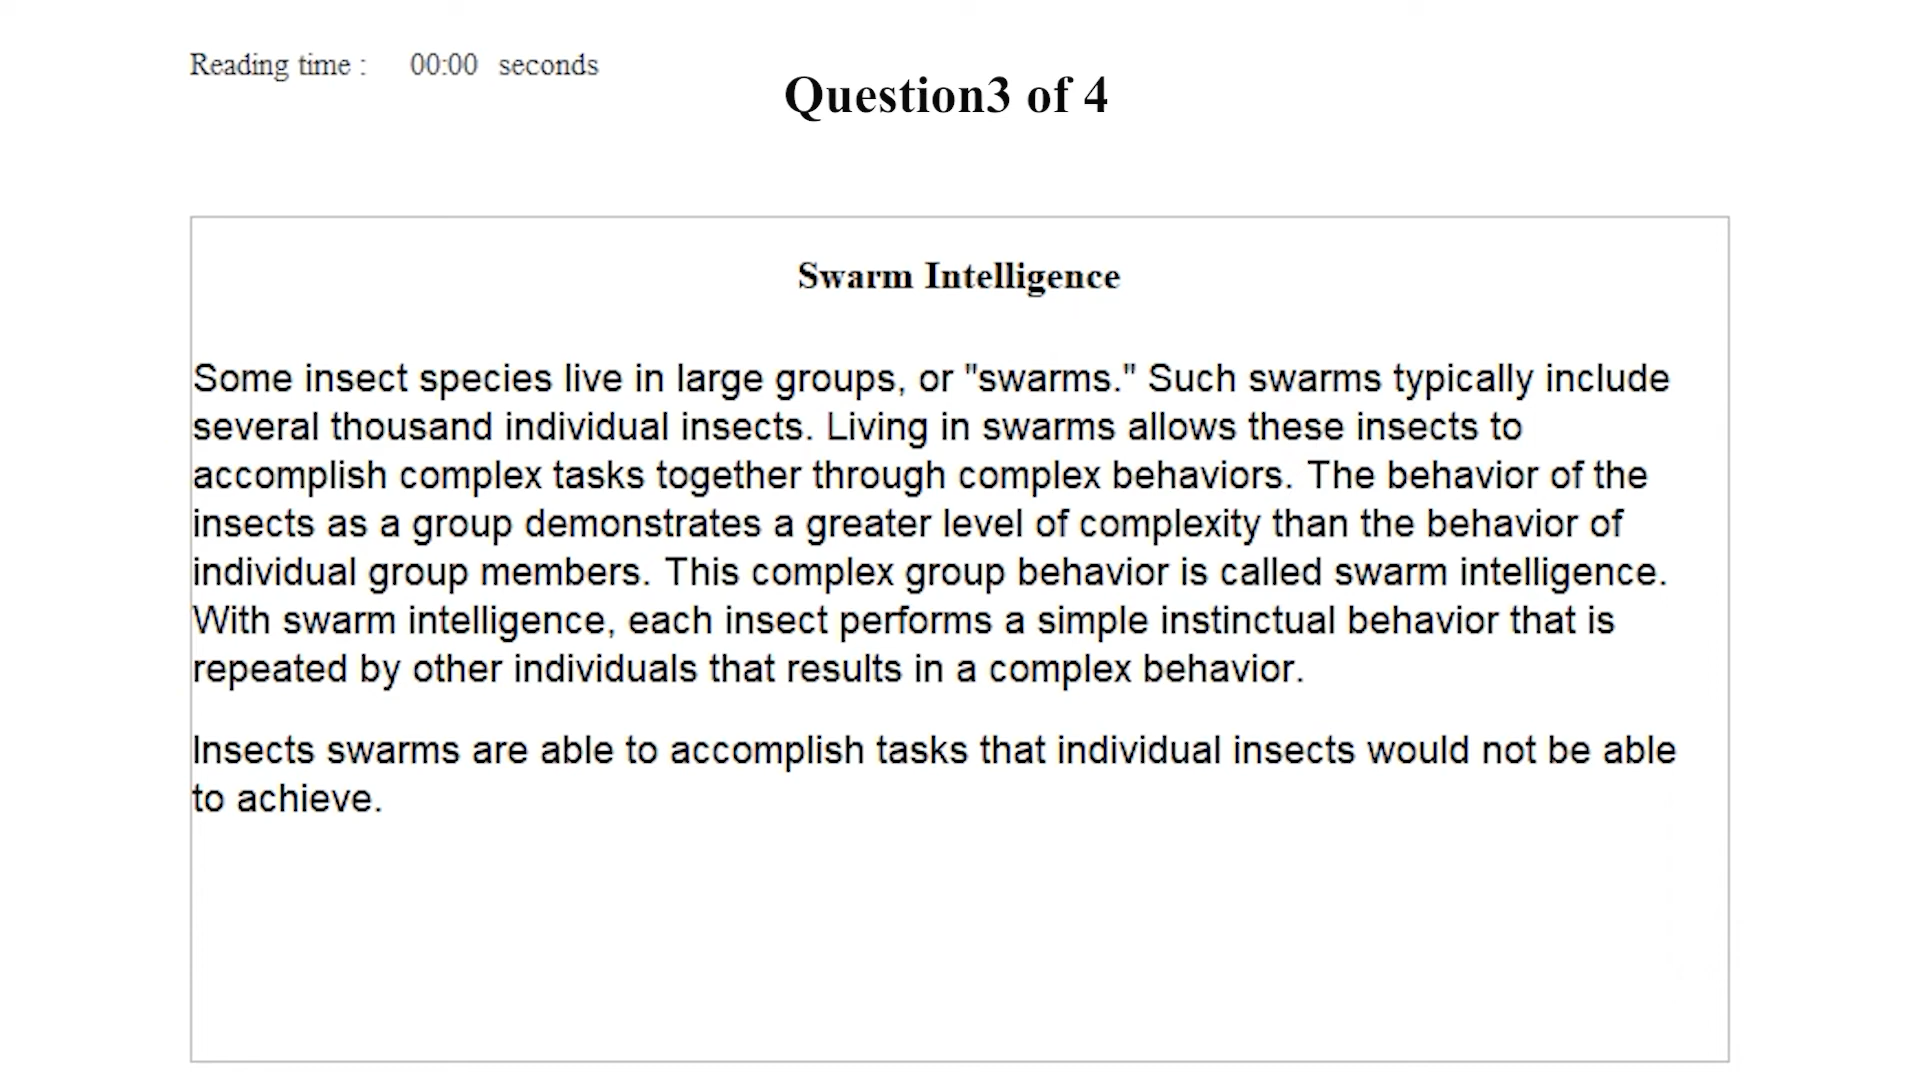 Reading time : 00:00 seconds
Question3 of 4
Swarm Intelligence
Some insect species live in large groups, or "swarms." Such swarms typically include
several thousand individual insects. Living in swarms allows these insects to
accomplish complex tasks together through complex behaviors. The behavior of the
insects as a group demonstrates a greater level of complexity than the behavior of
individual group members. This complex group behavior is called swarm intelligence.
With swarm intelligence, each insect performs a simple instinctual behavior that is
repeated by other individuals that results in a complex behavior.
Insects swarms are able to accomplish tasks that individual insects would not be able
to achieve.